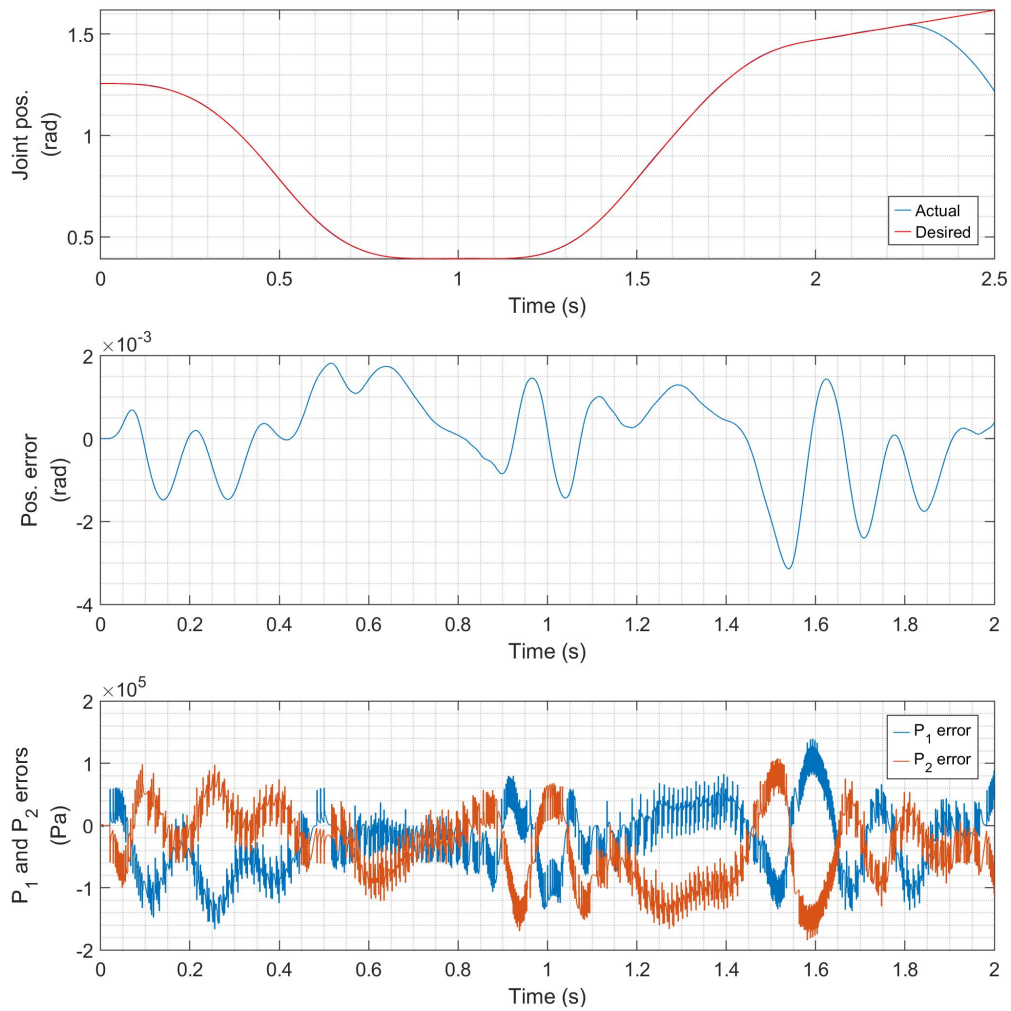 1.5
1
0.5
Joint pos.
(rad)
Actual
Desired
0 0.5 1 1.5 2 2.5
Time (s)
×10-3
2
0
-2
-4
Pos. error
(rad)
0 0.2 0.4 0.6 0.8 1 1.2 1.4 1.6 1.8 2
Time (s)
×105
2
1
0
-1
-2
P1 and P2 errors
(Pa)
P1 error
P2 error
0 0.2 0.4 0.6 0.8 1 1.2 1.4 1.6 1.8 2
Time (s)